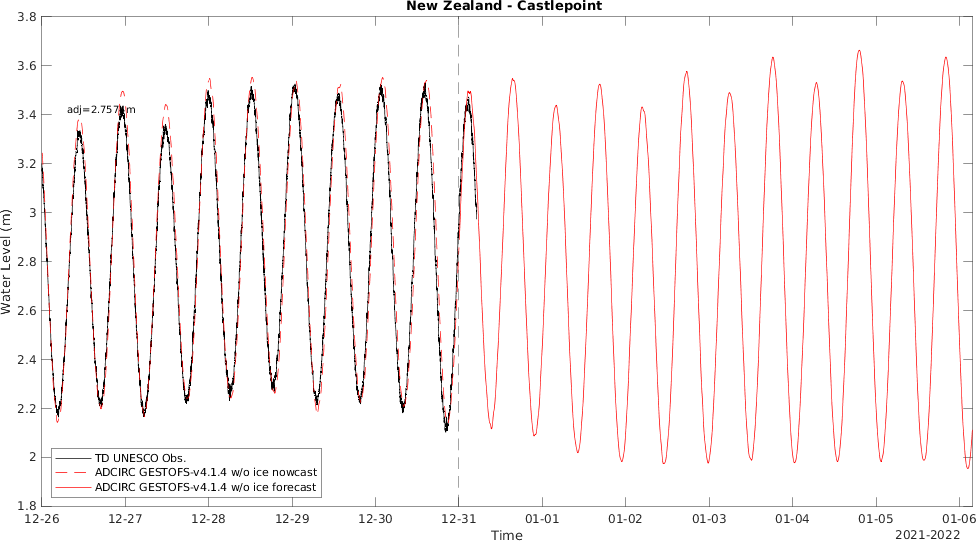 New Zealand - Castlepoint
3.8
3.6
3.4
3.2
3
2.8
2.6
2.4
2.2
2
1.8
Water Level (m)
TD UNESCO Obs.
ADCIRC GESTOFS-v4.1.4 w/o ice nowcast
ADCIRC GESTOFS-v4.1.4 w/o ice forecast
12-26 12-27 12-28 12-29 12-30 12-31 01-01 01-02 01-03 01-04 01-05 01-06
Time
2021-2022